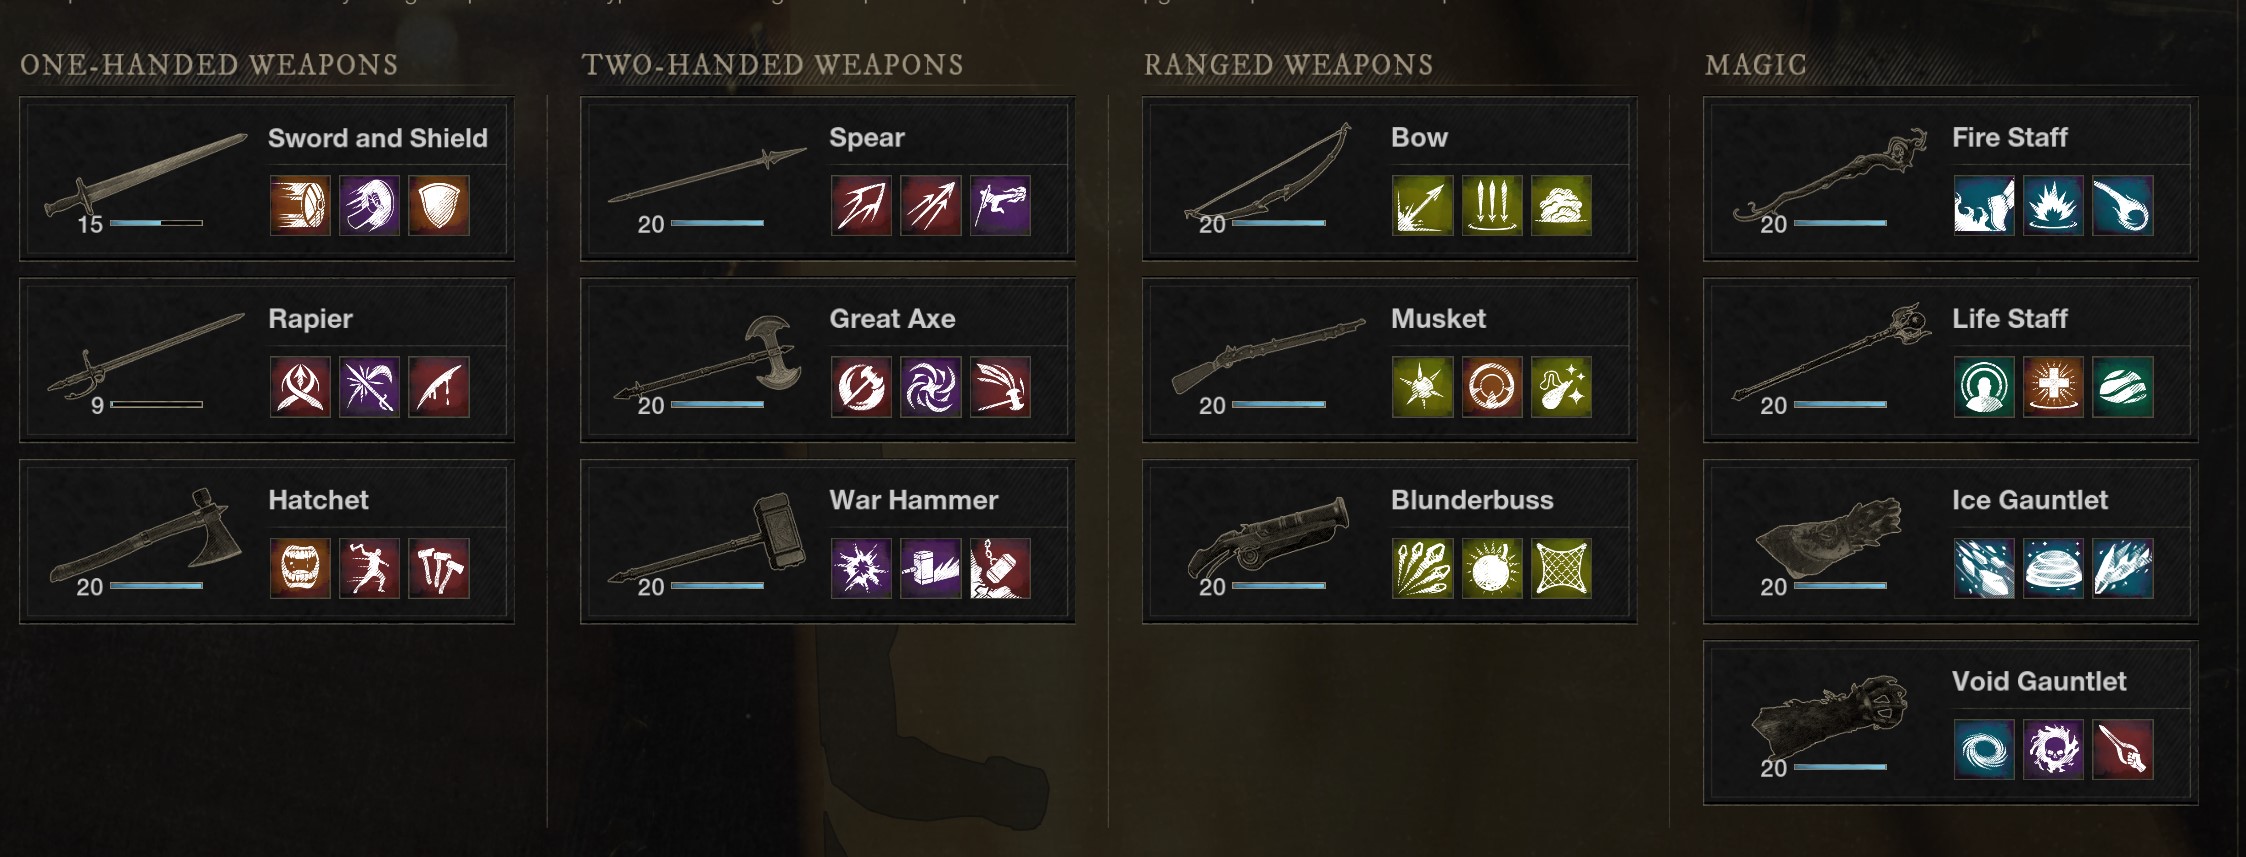 ONE-HANDED WEAPONS
Sword and Shield
15
Rapier
9
Hatchet
20
TWO-HANDED WEAPONS
Spear
20
Great Axe
20
War Hammer
20
RANGED WEAPONS
Bow
20
Musket
20
Blunderbuss
20
MAGIC
Fire Staff
20
Life Staff
20
Ice Gauntlet
20
Void Gauntlet
20